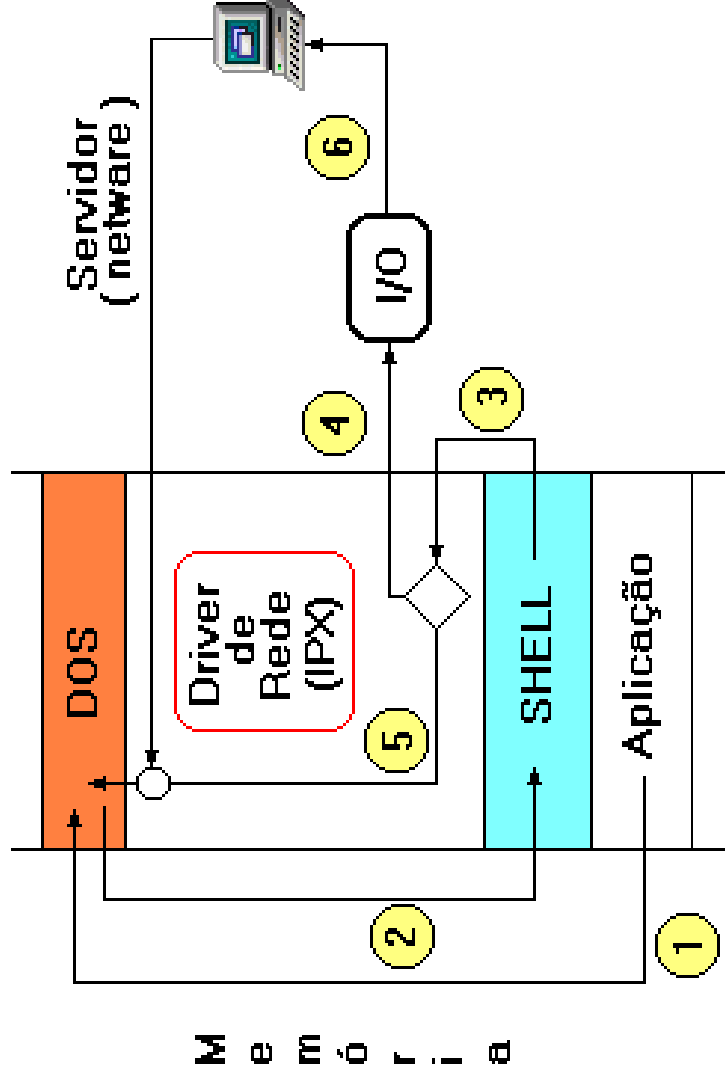 Servidor
( netware )
DOS
Driver
de
Rede
(IPX)
I/O
SHELL
Aplicação
1
2
3
4
5
6
Memória